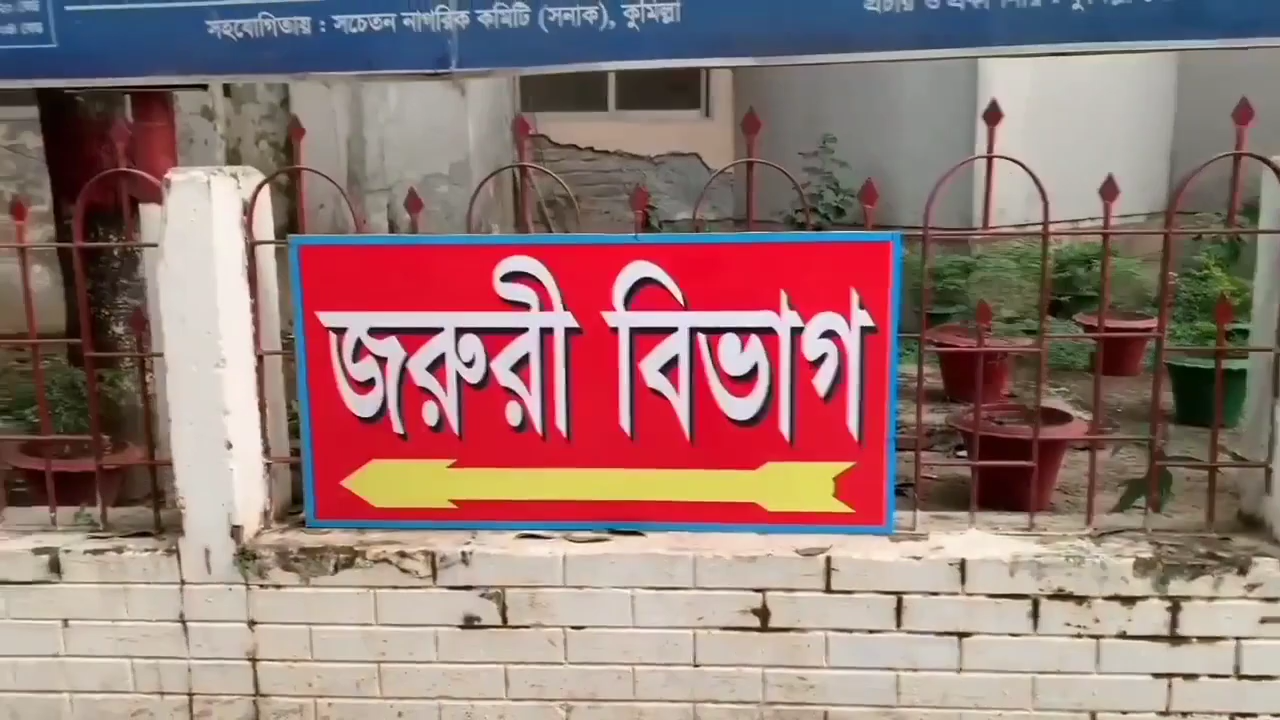 সহযোগিতায় : সচেতন নাগরিক কমিটি (সনাক), কুমিল্লা
জরুরী বিভাগ